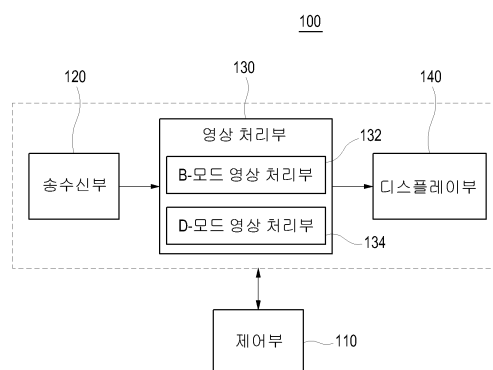 100
120
130
140
영상 처리부
132
송수신부
B-모드 영상 처리부
디스플레이부
D-모드 영상 처리부
134
제어부
110